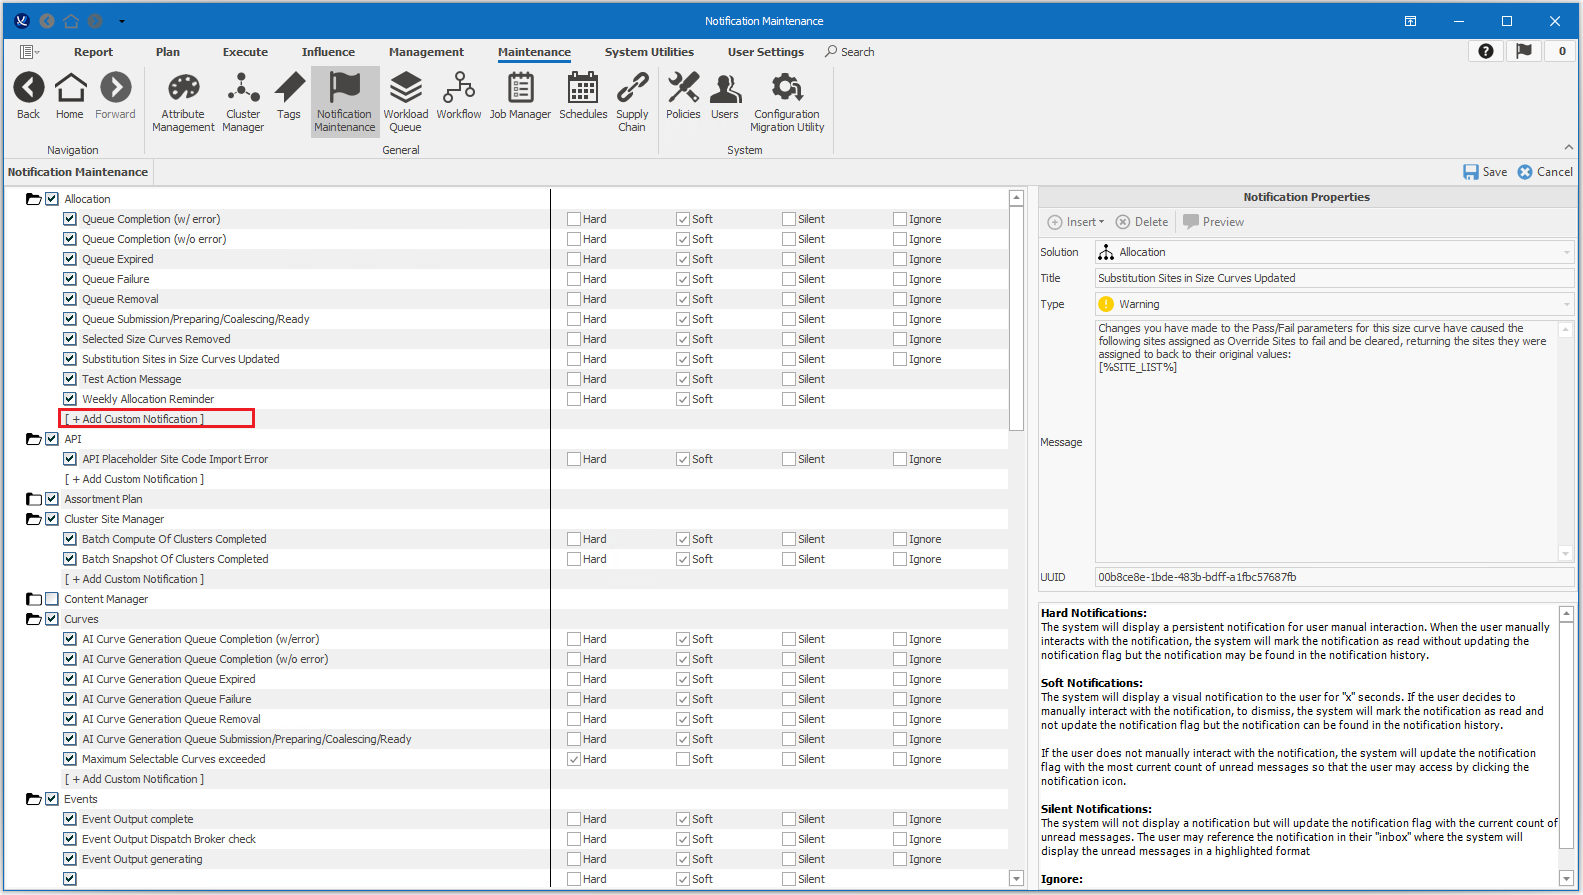 Notification Maintenance
Report Plan Execute Influence Management Maintenance System Utilities User Settings Search 0
Back Home Forward Attribute Management Cluster Manager Tags Notification Maintenance Workload Queue Workflow Job Manager Schedules Supply Chain Policies Users Configuration Migration Utility
Navigation General System
Notification Maintenance Save Cancel
Allocation
Queue Completion (w/ error) Hard Soft Silent Ignore
Queue Completion (w/o error) Hard Soft Silent Ignore
Queue Expired Hard Soft Silent Ignore
Queue Failure Hard Soft Silent Ignore
Queue Removal Hard Soft Silent Ignore
Queue Submission/Preparing/Coalescing/Ready Hard Soft Silent Ignore
Selected Size Curves Removed Hard Soft Silent Ignore
Substitution Sites in Size Curves Updated Hard Soft Silent Ignore
Test Action Message Hard Soft Silent
Weekly Allocation Reminder Hard Soft Silent
[ + Add Custom Notification ]
API
API Placeholder Site Code Import Error Hard Soft Silent Ignore
[ + Add Custom Notification ]
Assortment Plan
Cluster Site Manager
Batch Compute Of Clusters Completed Hard Soft Silent Ignore
Batch Snapshot Of Clusters Completed Hard Soft Silent Ignore
[ + Add Custom Notification ]
Content Manager
Curves
AI Curve Generation Queue Completion (w/error) Hard Soft Silent Ignore
AI Curve Generation Queue Completion (w/o error) Hard Soft Silent Ignore
AI Curve Generation Queue Expired Hard Soft Silent Ignore
AI Curve Generation Queue Failure Hard Soft Silent Ignore
AI Curve Generation Queue Removal Hard Soft Silent Ignore
AI Curve Generation Queue Submission/Preparing/Coalescing/Ready Hard Soft Silent Ignore
Maximum Selectable Curves exceeded Hard Soft Silent Ignore
[ + Add Custom Notification ]
Events
Event Output complete Hard Soft Silent Ignore
Event Output Dispatch Broker check Hard Soft Silent Ignore
Event Output generating Hard Soft Silent Ignore
Hard Soft Silent Ignore
Notification Properties
Insert Delete Preview
Solution Allocation
Title Substitution Sites in Size Curves Updated
Type Warning
Message
Changes you have made to the Pass/Fail parameters for this size curve have caused the
following sites assigned as Override Sites to fail and be cleared, returning the sites they were
assigned to back to their original values:
[%SITE_LIST%]
UUID 00b8ce8e-1bde-483b-bdff-a1fbc57687fb
Hard Notifications:
The system will display a persistent notification for user manual interaction. When the user manually
interacts with the notification, the system will mark the notification as read without updating the
notification flag but the notification may be found in the notification history.
Soft Notifications:
The system will display a visual notification to the user for "x" seconds. If the user decides to
manually interact with the notification, to dismiss, the system will mark the notification as read and
not update the notification flag but the notification can be found in the notification history.
If the user does not manually interact with the notification, the system will update the notification
flag with the most current count of unread messages so that the user may access by clicking the
notification icon.
Silent Notifications:
The system will not display a notification but will update the notification flag with the current count of
unread messages. The user may reference the notification in their "inbox" where the system will
display the unread messages in a highlighted format
Ignore: